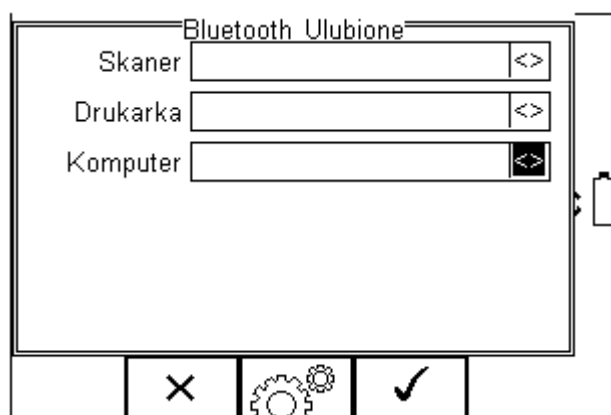 Bluetooth Ulubione
Skaner <>
Drukarka <>
Komputer <>